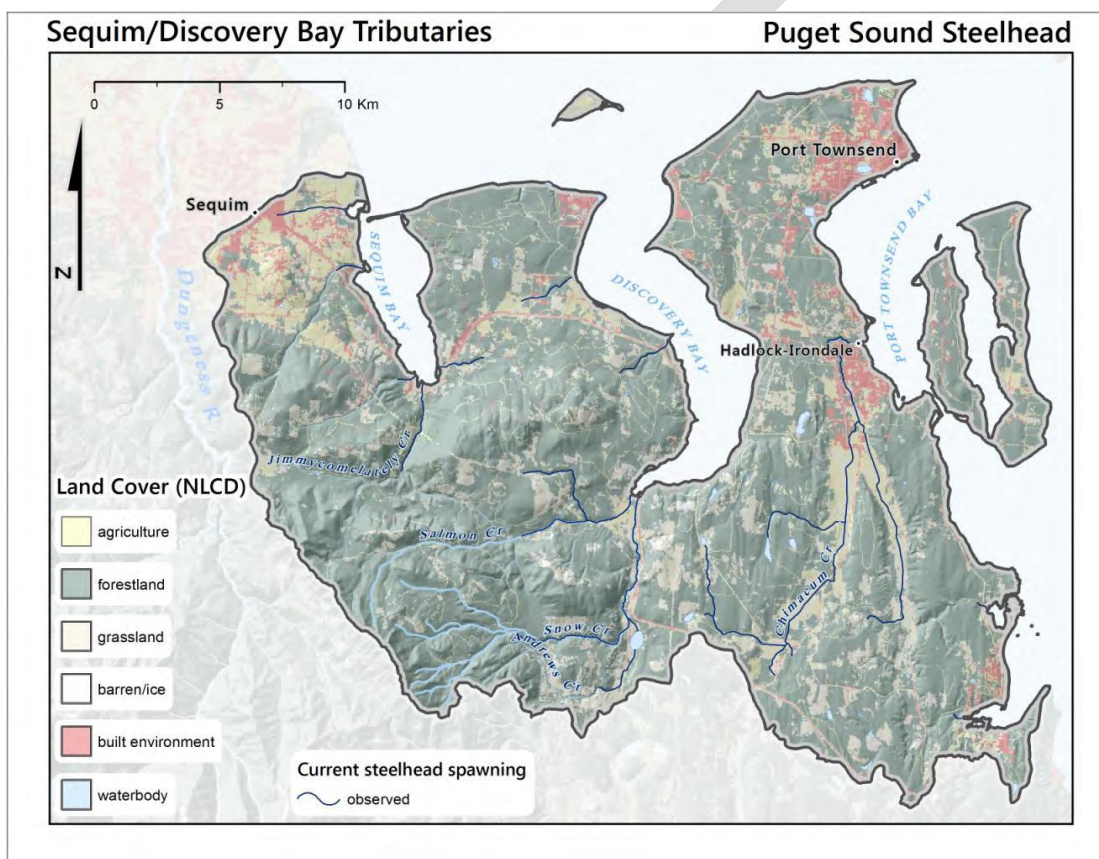 Sequim/Discovery Bay Tributaries
Puget Sound Steelhead
0 5 10 Km
N
Port Townsend
Sequim
SEQUIM BAY
DISCOVERY BAY
PORT TOWNSEND BAY
Dungeness R
Hadlock-Irondale
Jimmycomelately Cr
Salmon Cr
Snow Cr
Andrews Cr
Chimacum Cr
Land Cover (NLCD)
agriculture
forestland
grassland
barren/ice
built environment
waterbody
Current steelhead spawning
observed